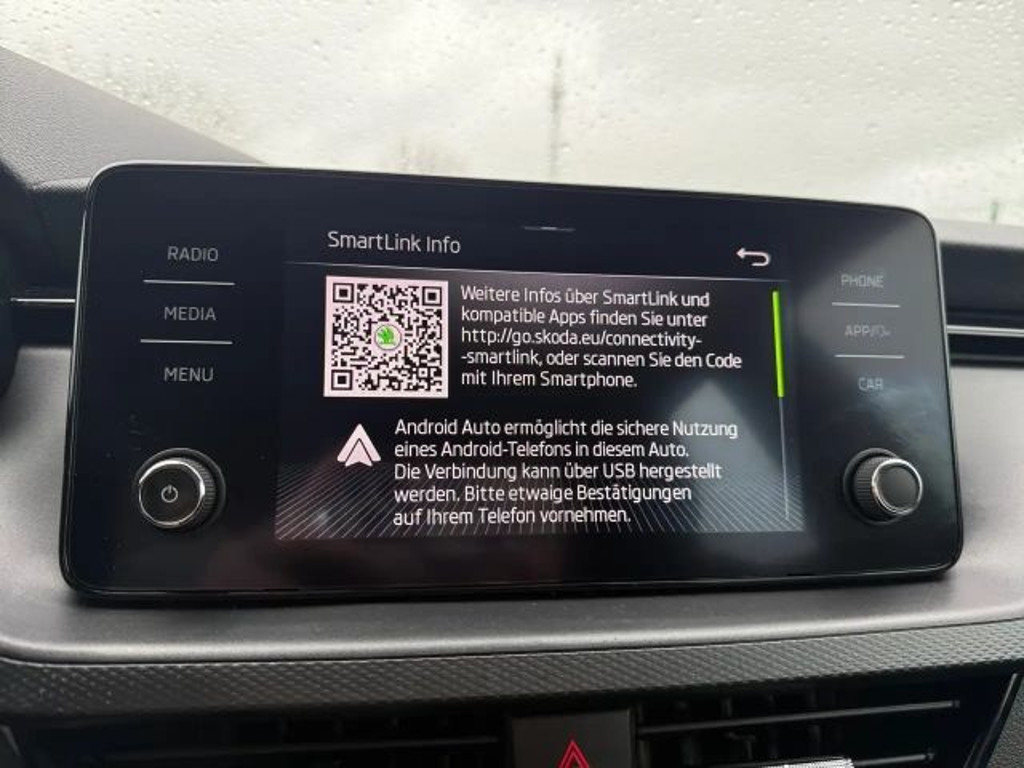 SmartLink Info
RADIO
MEDIA
MENU
Weitere Infos über SmartLink und
kompatible Apps finden Sie unter
http://go.skoda.eu/connectivity-
-smartlink, oder scannen Sie den Code
mit Ihrem Smartphone.
Android Auto ermöglicht die sichere Nutzung
eines Android-Telefons in diesem Auto.
Die Verbindung kann über USB hergestellt
werden. Bitte etwaige Bestätigungen
auf Ihrem Telefon vornehmen.
PHONE
APP/
CAR